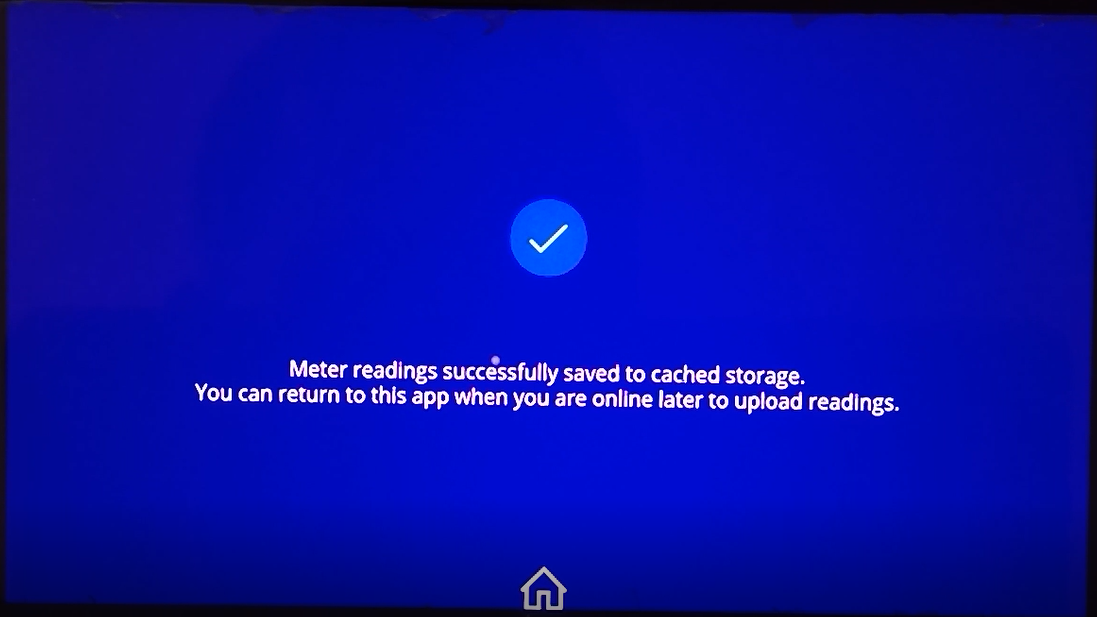 Meter readings successfully saved to cached storage.
You can return to this app when you are online later to upload readings.